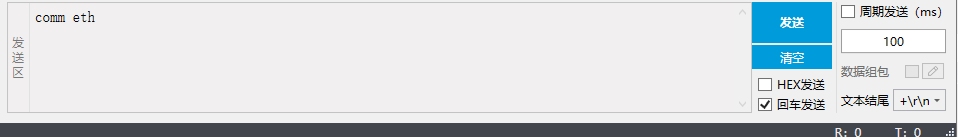 发送区
comm eth
发送
清空
HEX发送
回车发送
周期发送（ms）
100
数据组包
文本结尾 +\r\n
R: 0 T: 0